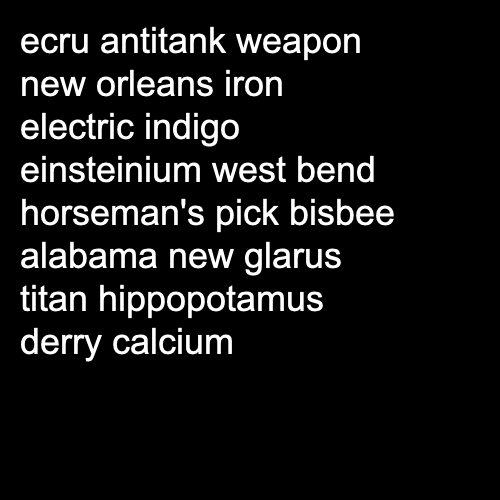 ecru antitank weapon
new orleans iron
electric indigo
einsteinium west bend
horseman's pick bisbee
alabama new glarus
titan hippopotamus
derry calcium